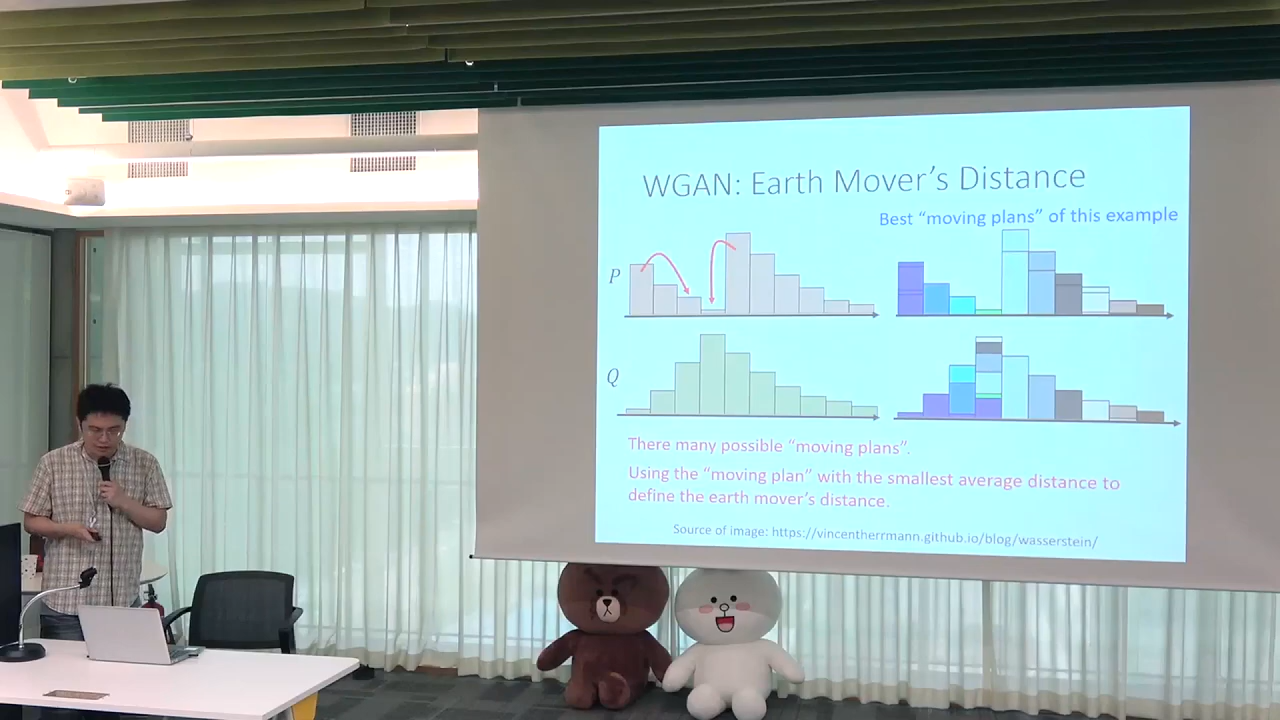 WGAN: Earth Mover's Distance
Best “moving plans” of this example
P
Q
There many possible “moving plans”.
Using the “moving plan” with the smallest average distance to
define the earth mover's distance.
Source of image: https://vincentherrmann.github.io/blog/wasserstein/